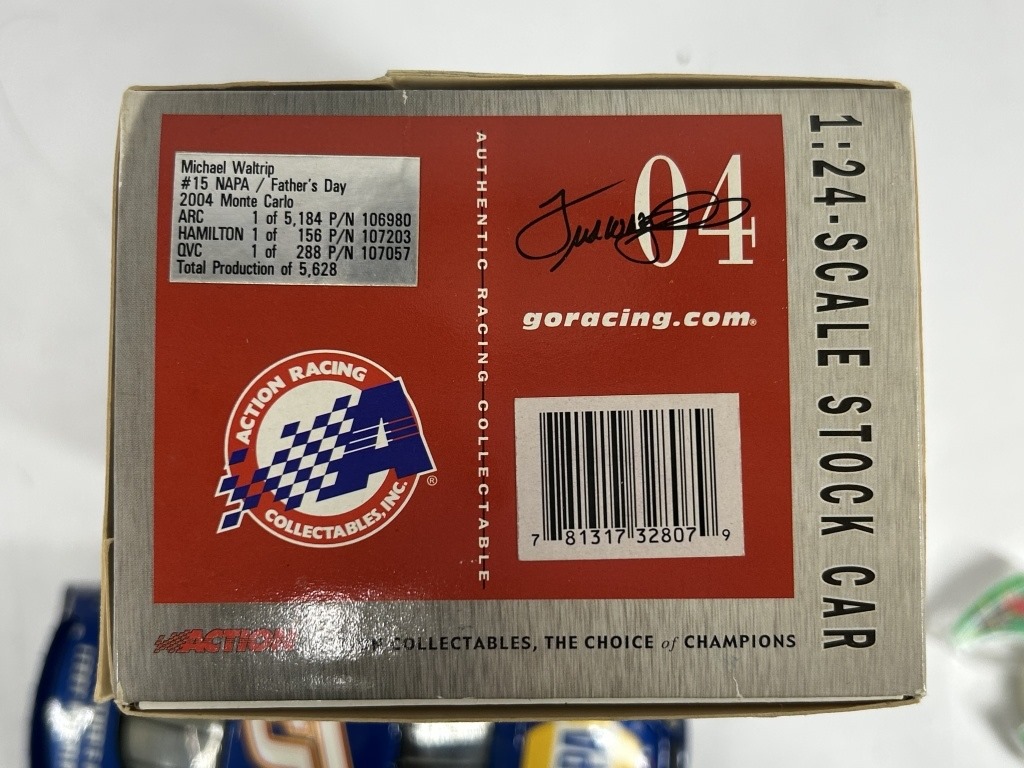 Michael Waltrip
#15 NAPA / Father's Day
2004 Monte Carlo
ARC 1 of 5,184 P/N 106980
HAMILTON 1 of 156 P/N 107203
QVC 1 of 288 P/N 107057
Total Production of 5,628
AUTHENTIC RACING COLLECTABLE
04
goracing.com®
ACTION RACING
COLLECTABLES, INC.
®
7 81317 32807 9
1:24-SCALE STOCK CAR
ACTION
COLLECTABLES, THE CHOICE of CHAMPIONS